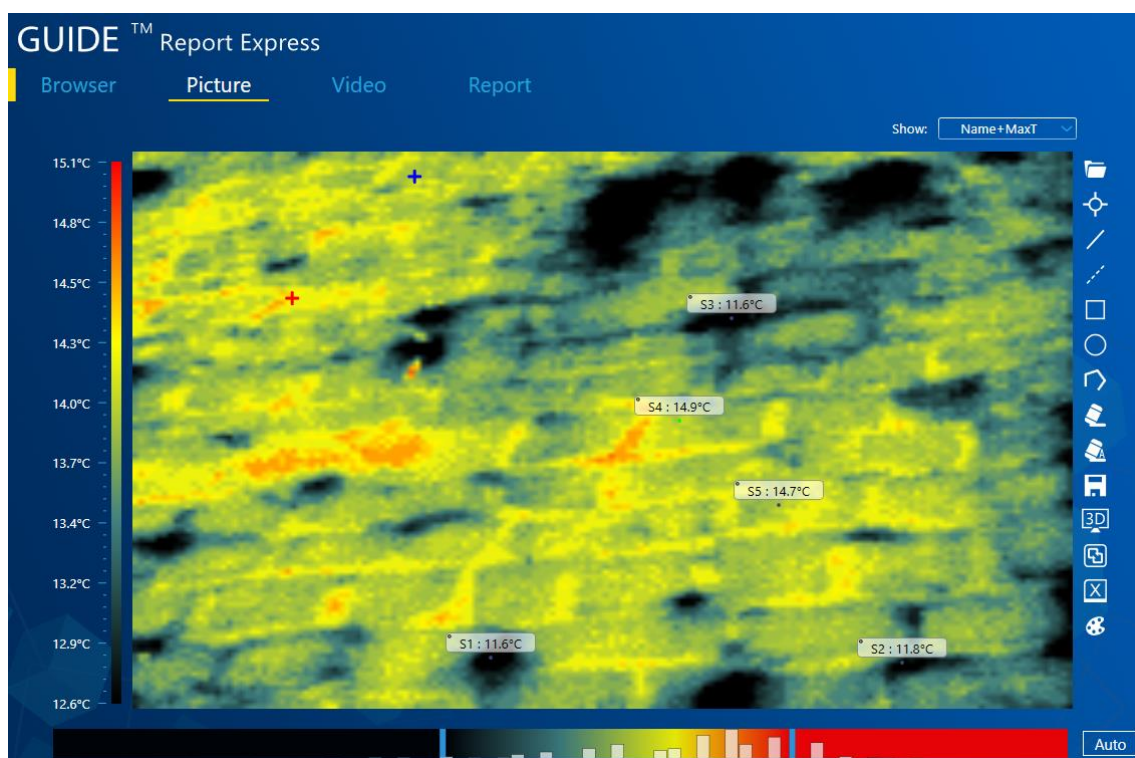 GUIDE ™ Report Express
Browser Picture Video Report
Show: Name+MaxT
15.1°C
14.8°C
14.5°C
S3 : 11.6°C
14.3°C
14.0°C
S4 : 14.9°C
13.7°C
S5 : 14.7°C
13.4°C
3D
13.2°C
X
12.9°C
S1 : 11.6°C
S2 : 11.8°C
12.6°C
Auto